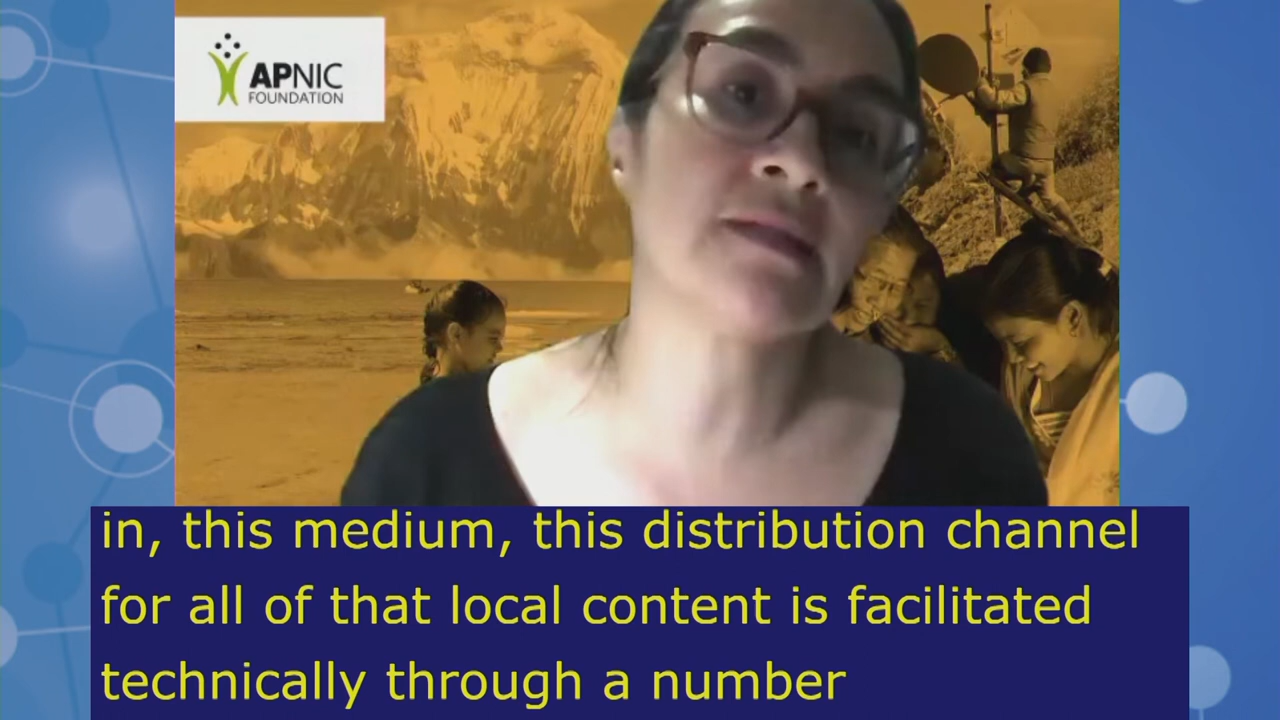 APNIC
FOUNDATION
in, this medium, this distribution channel
for all of that local content is facilitated
technically through a number